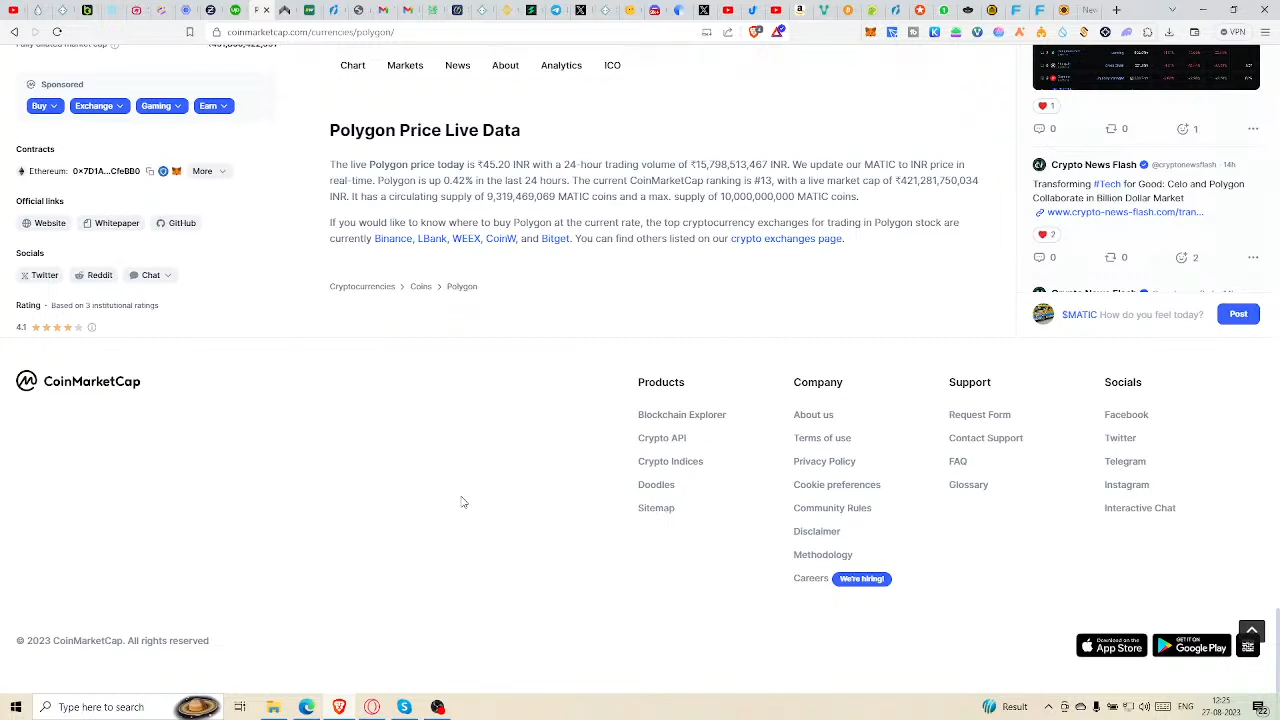 coinmarketcap.com/currencies/polygon/
VPN
Fully diluted market cap
Sponsored
Buy
Exchange
Gaming
Earn
Contracts
Ethereum: 0×7D1A...CfeBB0
More
Official links
Website
Whitepaper
GitHub
Socials
Twitter
Reddit
Chat
Rating · Based on 3 institutional ratings
4.1
Chart
Markets
News
About
Analytics
ICO
Polygon Price Live Data
The live Polygon price today is ₹45.20 INR with a 24-hour trading volume of ₹15,798,513,467 INR. We update our MATIC to INR price in
real-time. Polygon is up 0.42% in the last 24 hours. The current CoinMarketCap ranking is #13, with a live market cap of ₹421,281,750,034
INR. It has a circulating supply of 9,319,469,069 MATIC coins and a max. supply of 10,000,000,000 MATIC coins.
If you would like to know where to buy Polygon at the current rate, the top cryptocurrency exchanges for trading in Polygon stock are
currently Binance, LBank, WEEX, CoinW, and Bitget. You can find others listed on our crypto exchanges page.
Cryptocurrencies > Coins > Polygon
1
0
0
1
Crypto News Flash @cryptonewsflash · 14h
Transforming #Tech for Good: Celo and Polygon
Collaborate in Billion Dollar Market
www.crypto-news-flash.com/tran...
2
0
0
2
$MATIC How do you feel today?
Post
CoinMarketCap
Products
Blockchain Explorer
Crypto API
Crypto Indices
Doodles
Sitemap
Company
About us
Terms of use
Privacy Policy
Cookie preferences
Community Rules
Disclaimer
Methodology
Careers We're hiring!
Support
Request Form
Contact Support
FAQ
Glossary
Socials
Facebook
Twitter
Telegram
Instagram
Interactive Chat
© 2023 CoinMarketCap. All rights reserved
Download on the
App Store
GET IT ON
Google Play
Type here to search
Result
ENG
12:25
27-08-2023
22